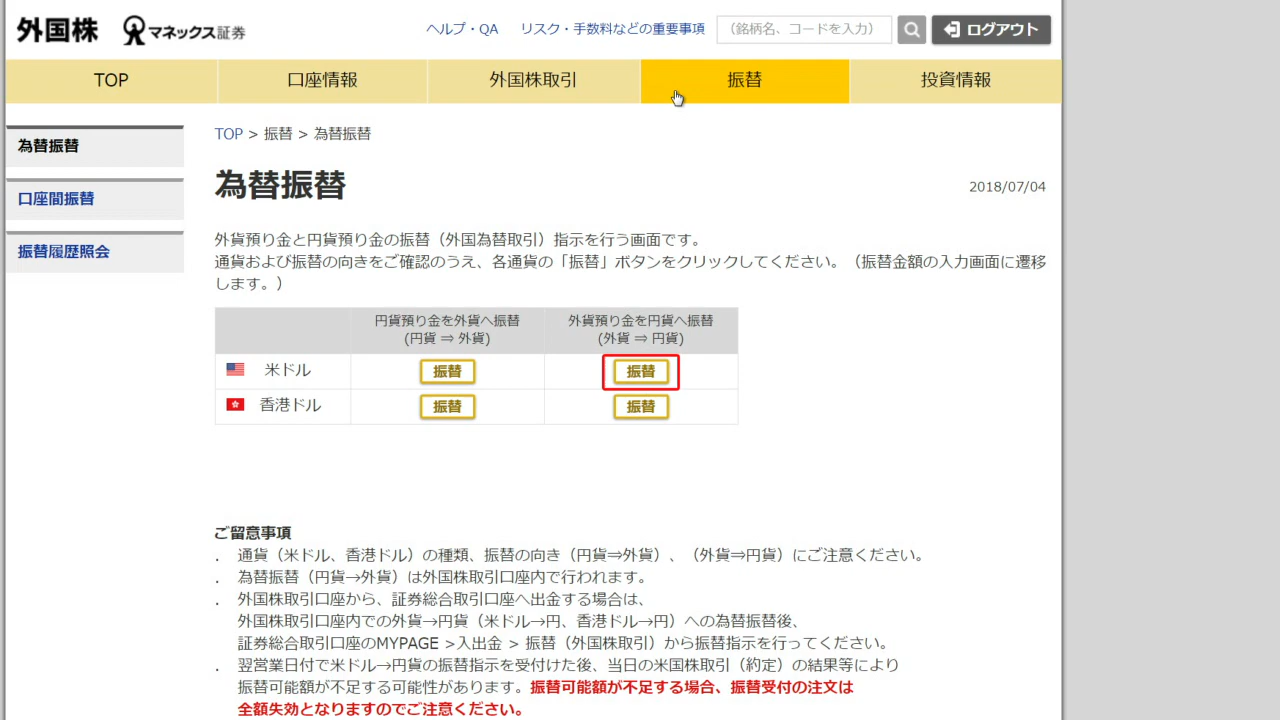 外国株 マネックス証券 ヘルプ・QA リスク・手数料などの重要事項 （銘柄名、コードを入力） ログアウト
TOP 口座情報 外国株取引 振替 投資情報
為替振替
口座間振替
振替履歴照会
TOP > 振替 > 為替振替
為替振替
2018/07/04
外貨預り金と円貨預り金の振替（外国為替取引）指示を行う画面です。
通貨および振替の向きをご確認のうえ、各通貨の「振替」ボタンをクリックしてください。（振替金額の入力画面に遷移
します。）
円貨預り金を外貨へ振替 外貨預り金を円貨へ振替
(円貨 ⇒ 外貨) (外貨 ⇒ 円貨)
米ドル 振替 振替
香港ドル 振替 振替
ご留意事項
. 通貨（米ドル、香港ドル）の種類、振替の向き（円貨⇒外貨）、（外貨⇒円貨）にご注意ください。
. 為替振替（円貨→外貨）は外国株取引口座内で行われます。
. 外国株取引口座から、証券総合取引口座へ出金する場合は、
外国株取引口座内での外貨→円貨（米ドル→円、香港ドル→円）への為替振替後、
証券総合取引口座のMYPAGE >入出金 > 振替（外国株取引）から振替指示を行ってください。
. 翌営業日付で米ドル→円貨の振替指示を受付けた後、当日の米国株取引（約定）の結果等により
振替可能額が不足する可能性があります。振替可能額が不足する場合、振替受付の注文は
全額失効となりますのでご注意ください。